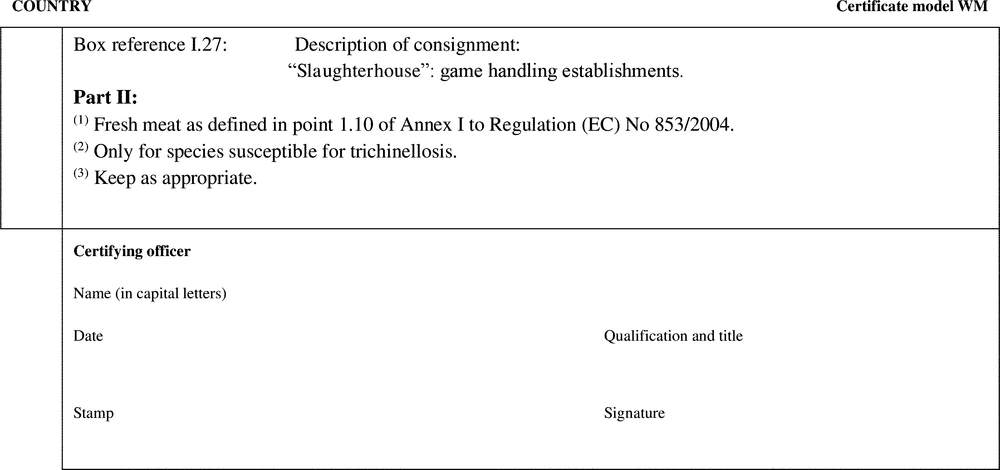 COUNTRY Certificate model WM
Box reference I.27: Description of consignment:
“Slaughterhouse”: game handling establishments.
Part II:
(1) Fresh meat as defined in point 1.10 of Annex I to Regulation (EC) No 853/2004.
(2) Only for species susceptible for trichinellosis.
(3) Keep as appropriate.
Certifying officer
Name (in capital letters)
Date Qualification and title
Stamp Signature